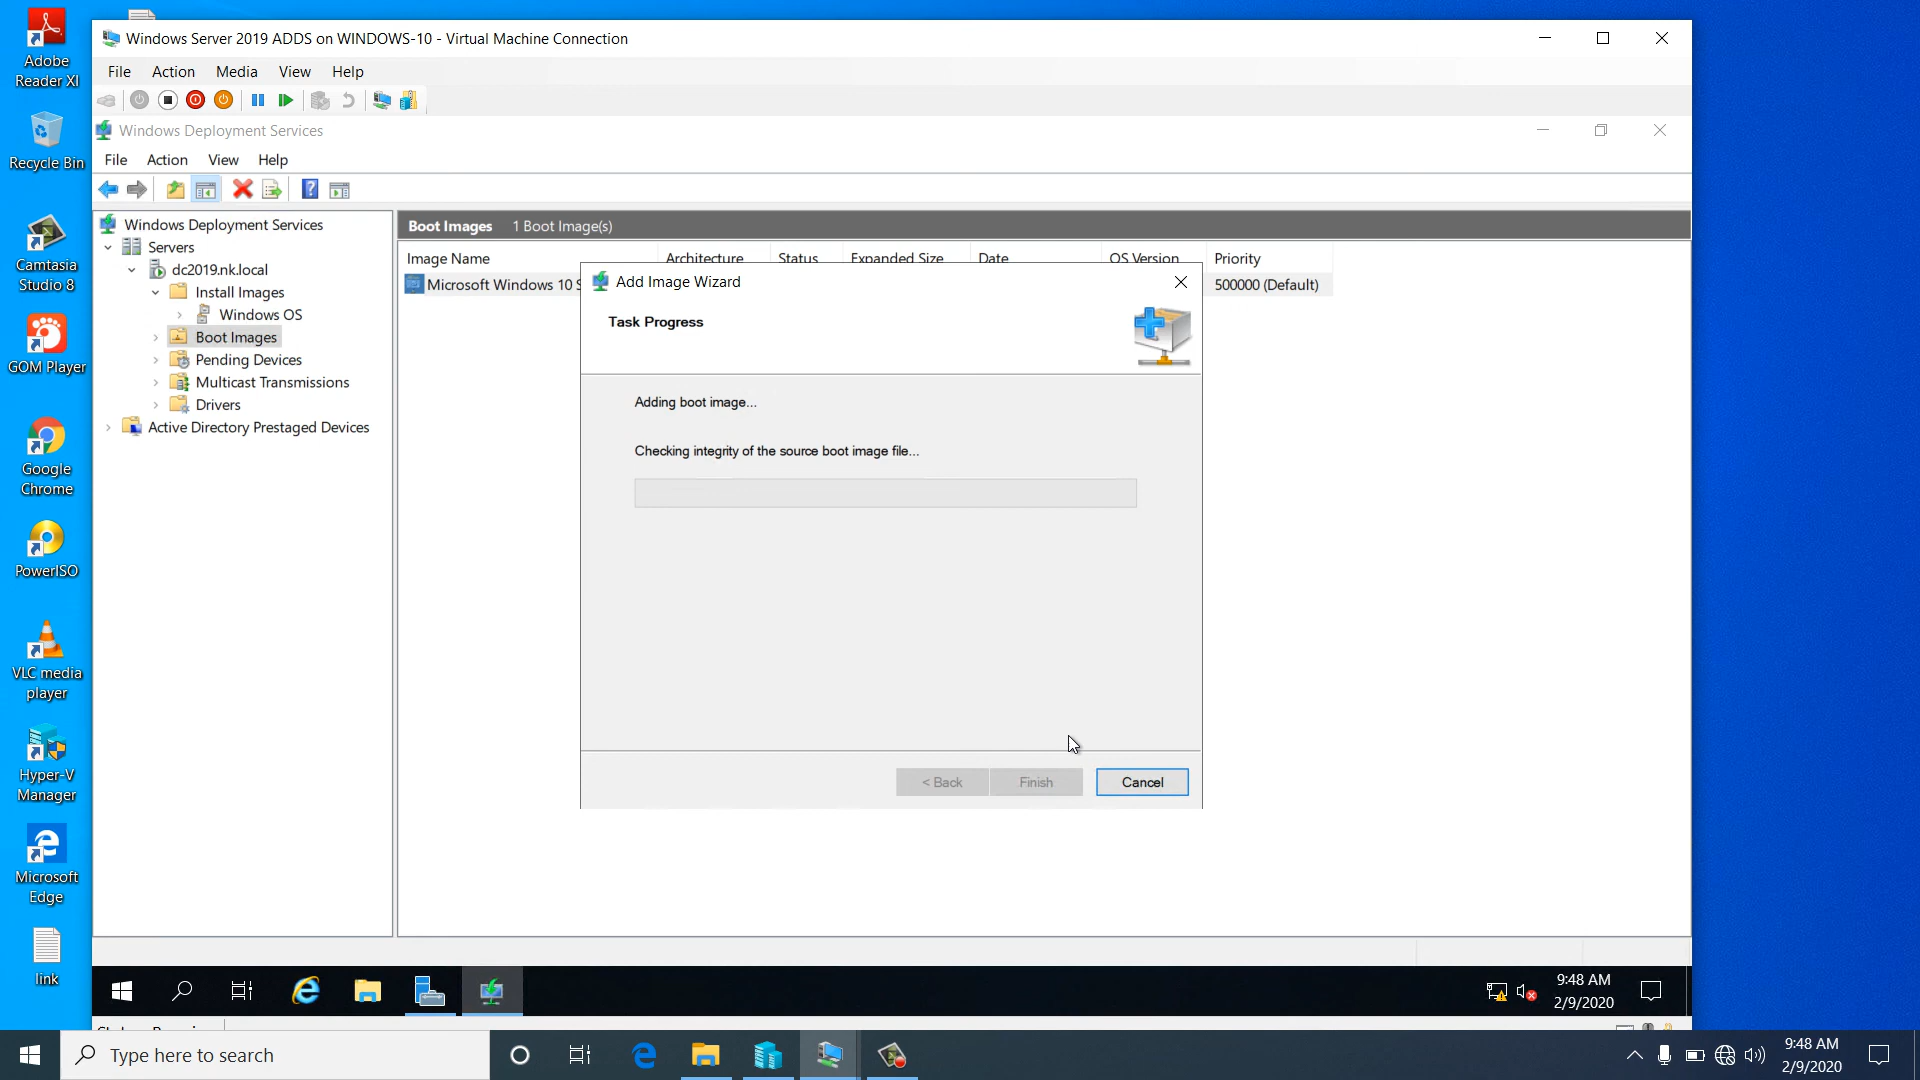 Adobe
Reader XI
Recycle Bin
Camtasia
Studio 8
GOM Player
Google
Chrome
PowerISO
VLC media
player
Hyper-V
Manager
Microsoft
Edge
link
Windows Server 2019 ADDS on WINDOWS-10 - Virtual Machine Connection
File Action Media View Help
Windows Deployment Services
File Action View Help
Windows Deployment Services
Servers
dc2019.nk.local
Install Images
Windows OS
Boot Images
Pending Devices
Multicast Transmissions
Drivers
Active Directory Prestaged Devices
Boot Images 1 Boot Image(s)
Image Name Architecture Status Expanded Size Date OS Version Priority
Microsoft Windows 10 S 500000 (Default)
Add Image Wizard
Task Progress
Adding boot image...
Checking integrity of the source boot image file...
< Back Finish Cancel
9:48 AM
2/9/2020
Type here to search
9:48 AM
2/9/2020